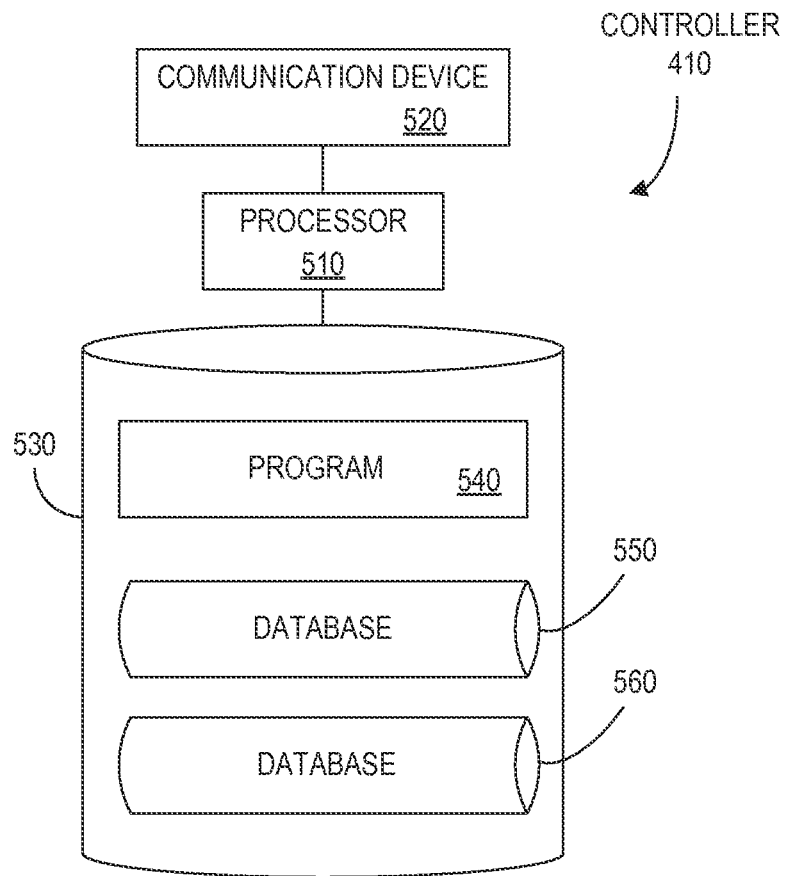 CONTROLLER
410
COMMUNICATION DEVICE
520
PROCESSOR
510
530
PROGRAM
540
550
DATABASE
560
DATABASE